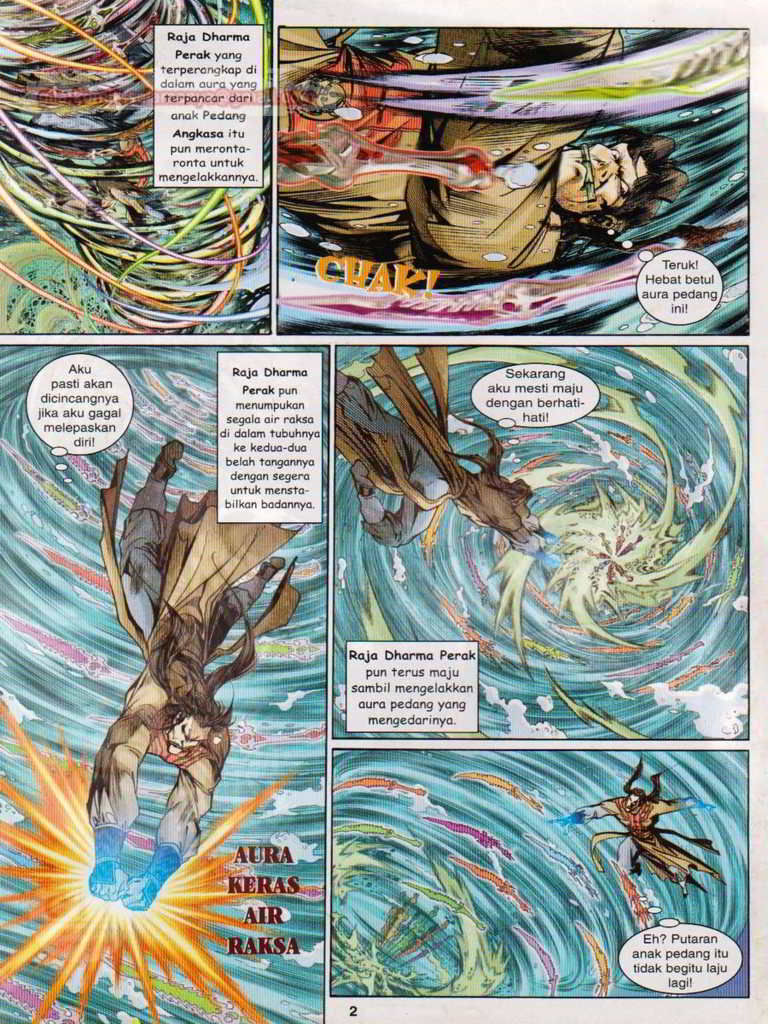 Raja Dharma
Perak yang
terperangkap di
dalam aura yang
terpancar dari
anak Pedang
Angkasa itu
pun meronta-
ronta untuk
mengelakkannya.
CHAK!
Teruk!
Hebat betul
aura pedang
ini!
Aku
pasti akan
dicincangnya
jika aku gagal
melepaskan
diri!
Raja Dharma
Perak pun
menumpukan
segala air raksa
di dalam tubuhnya
ke kedua-dua
belah tangannya
dengan segera
untuk mensta-
bilkan badannya.
AURA
KERAS
AIR
RAKSA
Sekarang
aku mesti maju
dengan berhati-
hati!
Raja Dharma Perak
pun terus maju
sambil mengelakkan
aura pedang yang
mengedarinya.
Eh? Putaran
anak pedang itu
tidak begitu laju
lagi!
2